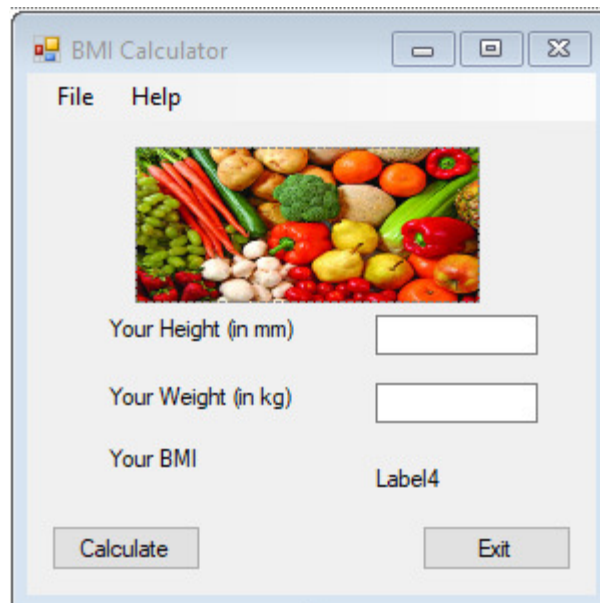 BMI Calculator
File Help
Your Height (in mm)
Your Weight (in kg)
Your BMI
Label4
Calculate Exit